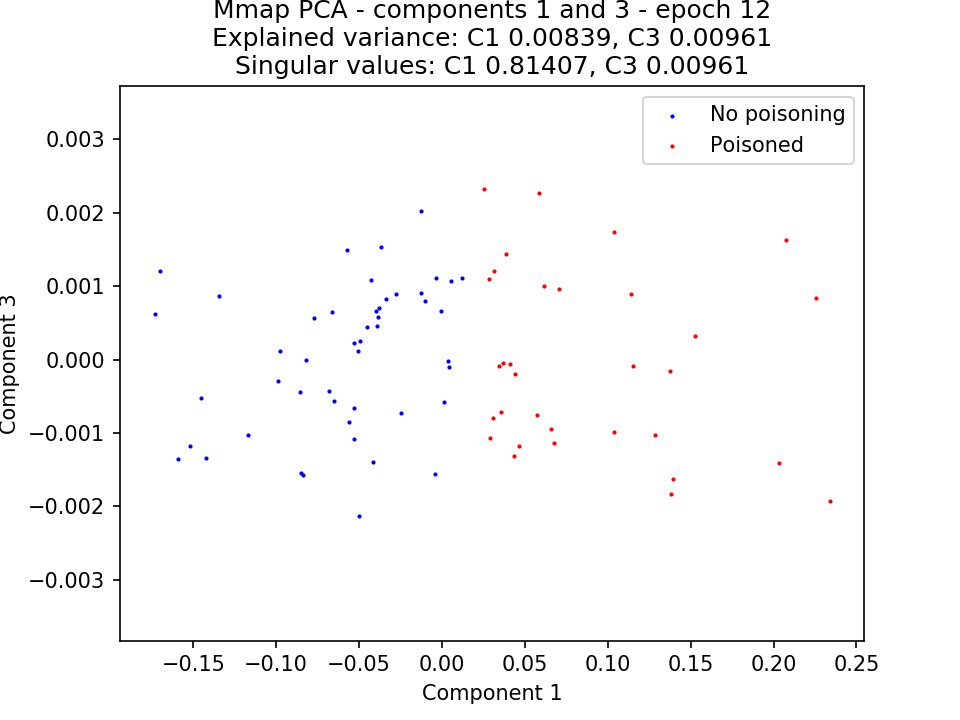 Mmap PCA - components 1 and 3 - epoch 12
Explained variance: C1 0.00839, C3 0.00961
Singular values: C1 0.81407, C3 0.00961
No poisoning
Poisoned
0.003
0.002
0.001
0.000
−0.001
−0.002
−0.003
Component 3
−0.15
−0.10
−0.05
0.00
0.05
0.10
0.15
0.20
0.25
Component 1